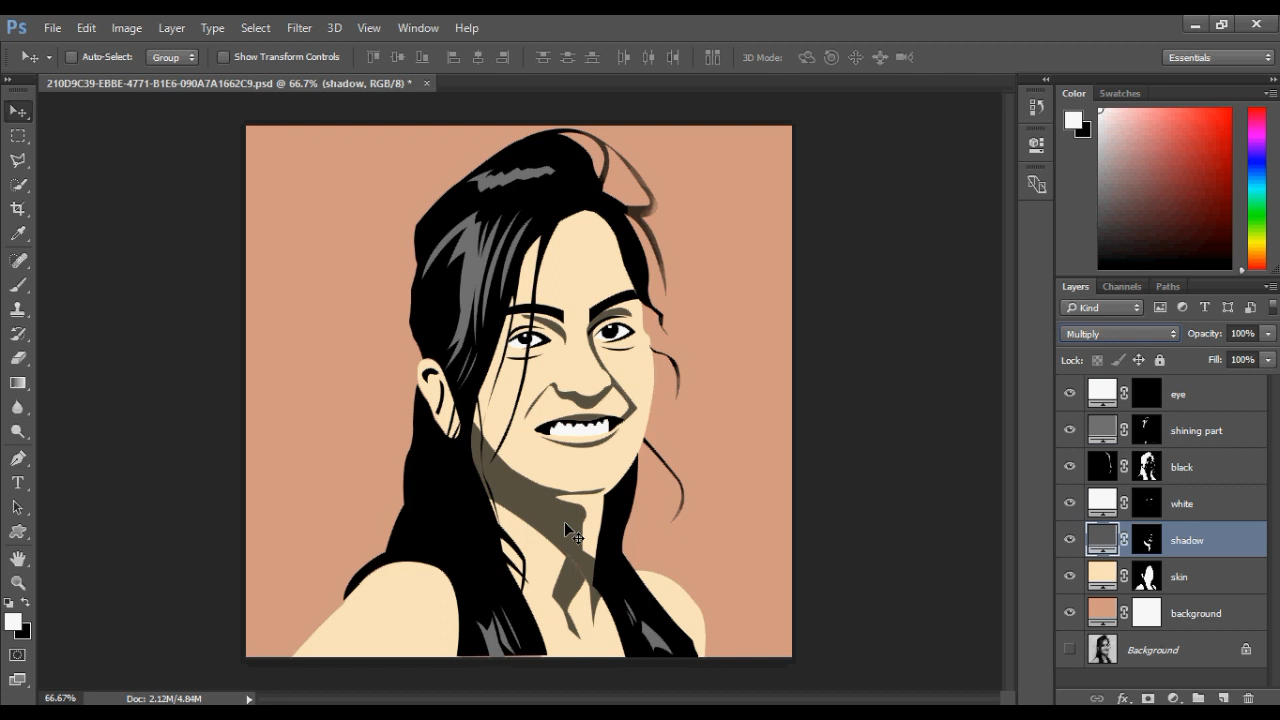 Ps File Edit Image Layer Type Select Filter 3D View Window Help
Auto-Select: Group Show Transform Controls 3D Mode: Essentials
210D9C39-EBBE-4771-B1E6-090A7A1662C9.psd @ 66.7% (shadow, RGB/8) *
Color Swatches
Layers Channels Paths
Kind
Multiply Opacity: 100%
Lock: Fill: 100%
eye
shining part
black
white
shadow
skin
background
Background
66.67% Doc: 2.12M/4.84M